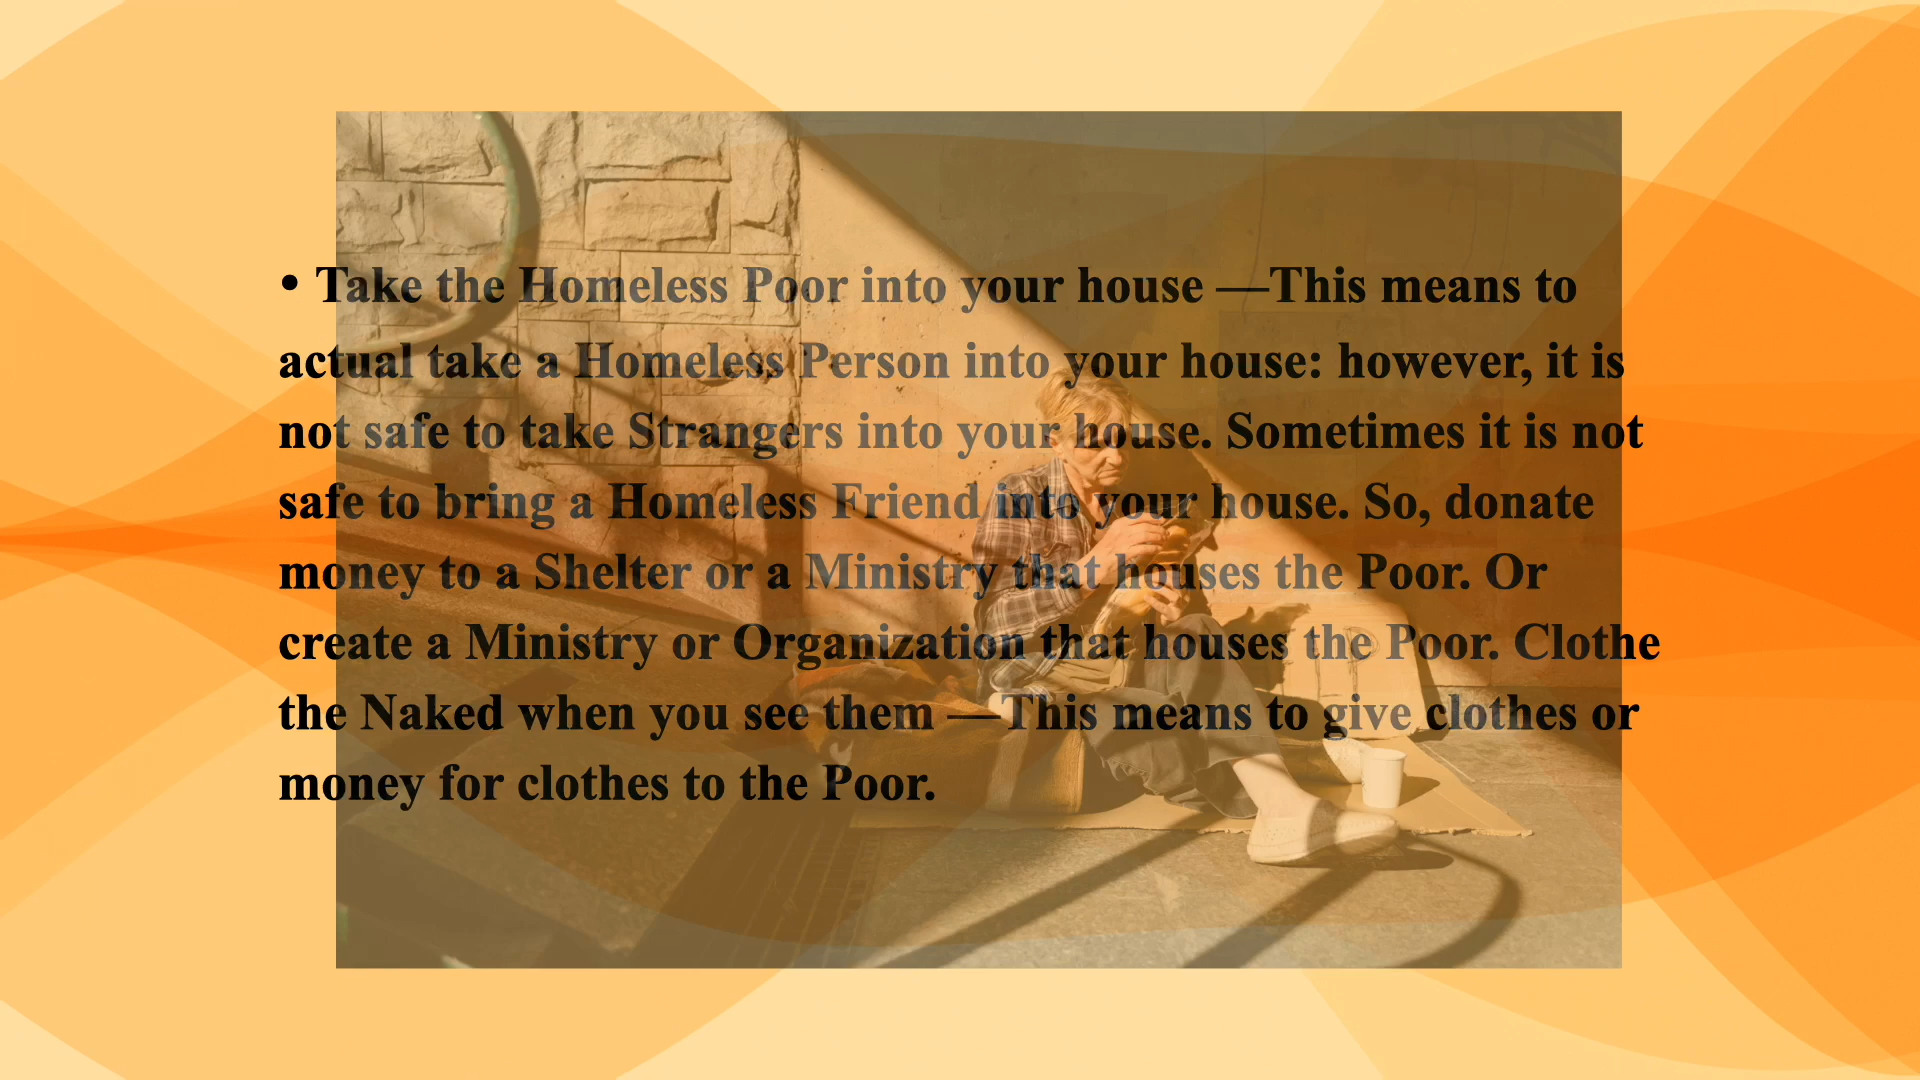 • Take the Homeless Poor into your house —This means to
actual take a Homeless Person into your house: however, it is
not safe to take Strangers into your house. Sometimes it is not
safe to bring a Homeless Friend into your house. So, donate
money to a Shelter or a Ministry that houses the Poor. Or
create a Ministry or Organization that houses the Poor. Clothe
the Naked when you see them —This means to give clothes or
money for clothes to the Poor.